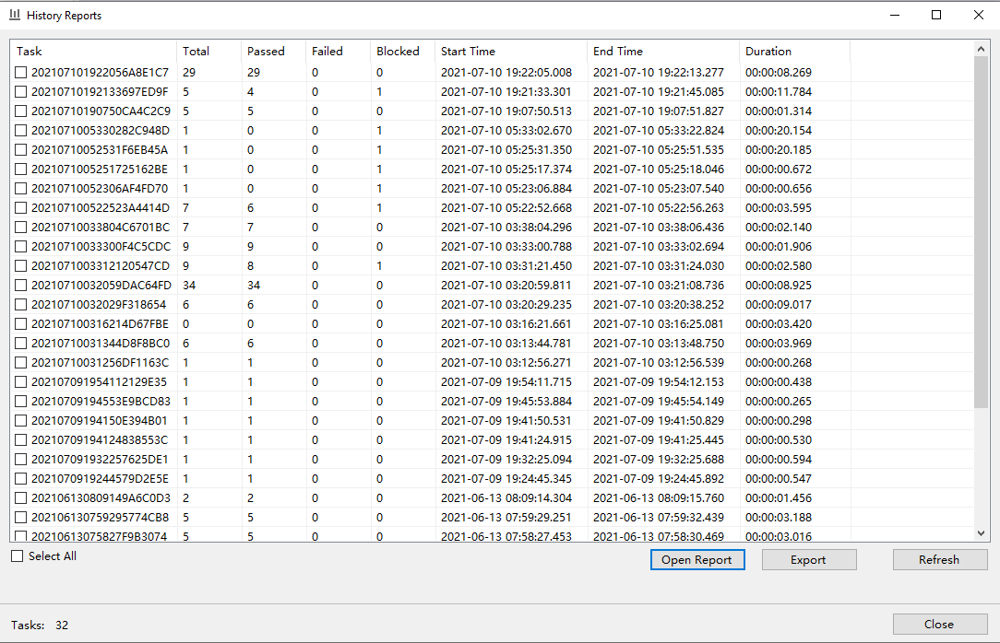 History Reports
Task Total Passed Failed Blocked Start Time End Time Duration
202107101922056A8E1C7 29 29 0 0 2021-07-10 19:22:05.008 2021-07-10 19:22:13.277 00:00:08.269
20210710192133697ED9F 5 4 0 1 2021-07-10 19:21:33.301 2021-07-10 19:21:45.085 00:00:11.784
20210710190750CA4C2C9 5 5 0 0 2021-07-10 19:07:50.513 2021-07-10 19:07:51.827 00:00:01.314
2021071005330282C948D 1 0 0 1 2021-07-10 05:33:02.670 2021-07-10 05:33:22.824 00:00:20.154
20210710052531F6EB45A 1 0 0 1 2021-07-10 05:25:31.350 2021-07-10 05:25:51.535 00:00:20.185
2021071005251725162BE 1 0 0 1 2021-07-10 05:25:17.374 2021-07-10 05:25:18.046 00:00:00.672
20210710052306AF4FD70 1 0 0 1 2021-07-10 05:23:06.884 2021-07-10 05:23:07.540 00:00:00.656
202107100522523A4414D 7 6 0 1 2021-07-10 05:22:52.668 2021-07-10 05:22:56.263 00:00:03.595
20210710033804C6701BC 7 7 0 0 2021-07-10 03:38:04.296 2021-07-10 03:38:06.436 00:00:02.140
20210710033300F4C5CDC 9 9 0 0 2021-07-10 03:33:00.788 2021-07-10 03:33:02.694 00:00:01.906
2021071003312120547CD 9 8 0 1 2021-07-10 03:31:21.450 2021-07-10 03:31:24.030 00:00:02.580
20210710032059DAC64FD 34 34 0 0 2021-07-10 03:20:59.811 2021-07-10 03:21:08.736 00:00:08.925
20210710032029F318654 6 6 0 0 2021-07-10 03:20:29.235 2021-07-10 03:20:38.252 00:00:09.017
202107100316214D67FBE 0 0 0 0 2021-07-10 03:16:21.661 2021-07-10 03:16:25.081 00:00:03.420
20210710031344D8F8BC0 6 6 0 0 2021-07-10 03:13:44.781 2021-07-10 03:13:48.750 00:00:03.969
20210710031256DF1163C 1 1 0 0 2021-07-10 03:12:56.271 2021-07-10 03:12:56.539 00:00:00.268
202107091954112129E35 1 1 0 0 2021-07-09 19:54:11.715 2021-07-09 19:54:12.153 00:00:00.438
20210709194553E9BCD83 1 1 0 0 2021-07-09 19:45:53.884 2021-07-09 19:45:54.149 00:00:00.265
20210709194150E394B01 1 1 0 0 2021-07-09 19:41:50.531 2021-07-09 19:41:50.829 00:00:00.298
20210709194124838553C 1 1 0 0 2021-07-09 19:41:24.915 2021-07-09 19:41:25.445 00:00:00.530
202107091932257625DE1 1 1 0 0 2021-07-09 19:32:25.094 2021-07-09 19:32:25.688 00:00:00.594
2021070919244579D2E5E 1 1 0 0 2021-07-09 19:24:45.345 2021-07-09 19:24:45.892 00:00:00.547
202106130809149A6C0D3 2 2 0 0 2021-06-13 08:09:14.304 2021-06-13 08:09:15.760 00:00:01.456
202106130759295774CB8 5 5 0 0 2021-06-13 07:59:29.251 2021-06-13 07:59:32.439 00:00:03.188
20210613075827F9B3074 5 5 0 0 2021-06-13 07:58:27.453 2021-06-13 07:58:30.469 00:00:03.016
Select All
Open Report Export Refresh
Tasks: 32
Close